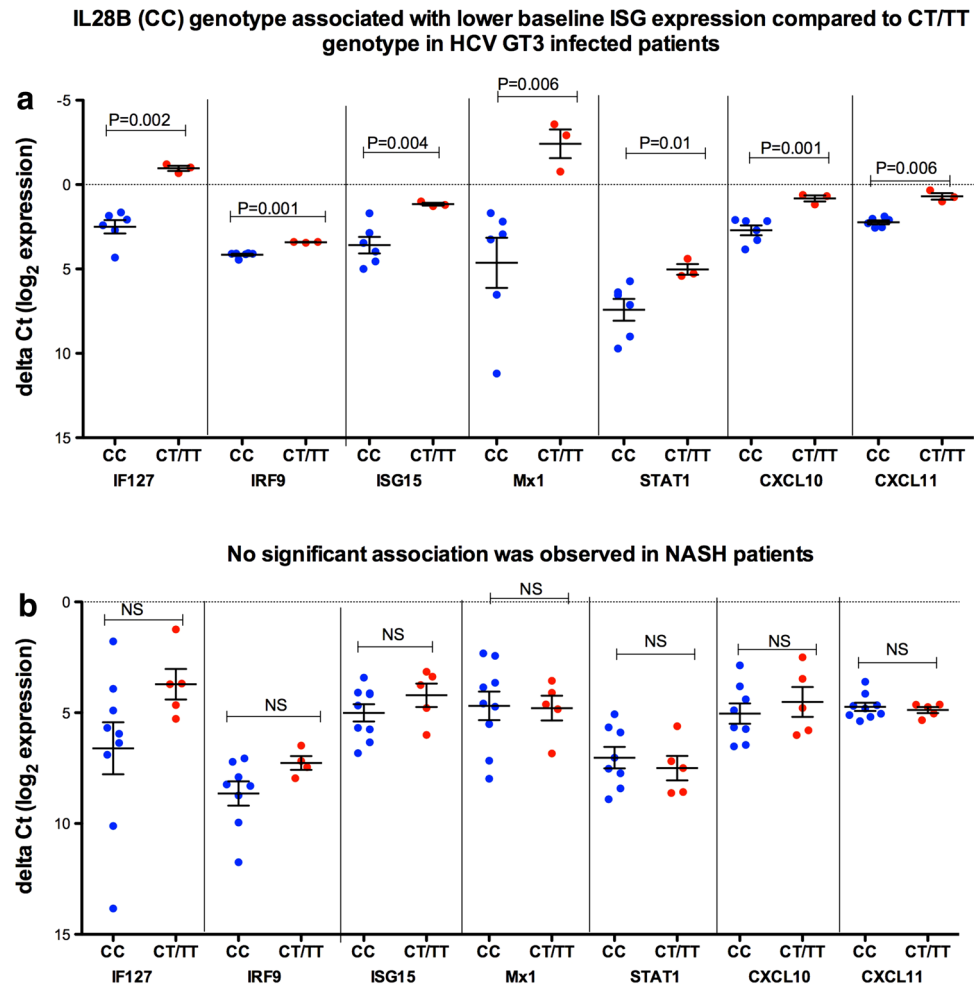 IL28B (CC) genotype associated with lower baseline ISG expression compared to CT/TT
genotype in HCV GT3 infected patients
a
delta Ct (log2 expression)
-5
0
5
10
15
P=0.002
P=0.001
P=0.004
P=0.006
P=0.01
P=0.001
P=0.006
CC CT/TT CC CT/TT CC CT/TT CC CT/TT CC CT/TT CC CT/TT CC CT/TT
IF127 IRF9 ISG15 Mx1 STAT1 CXCL10 CXCL11
No significant association was observed in NASH patients
b
delta Ct (log2 expression)
0
5
10
15
NS
NS
NS
NS
NS
NS
NS
CC CT/TT CC CT/TT CC CT/TT CC CT/TT CC CT/TT CC CT/TT CC CT/TT
IF127 IRF9 ISG15 Mx1 STAT1 CXCL10 CXCL11